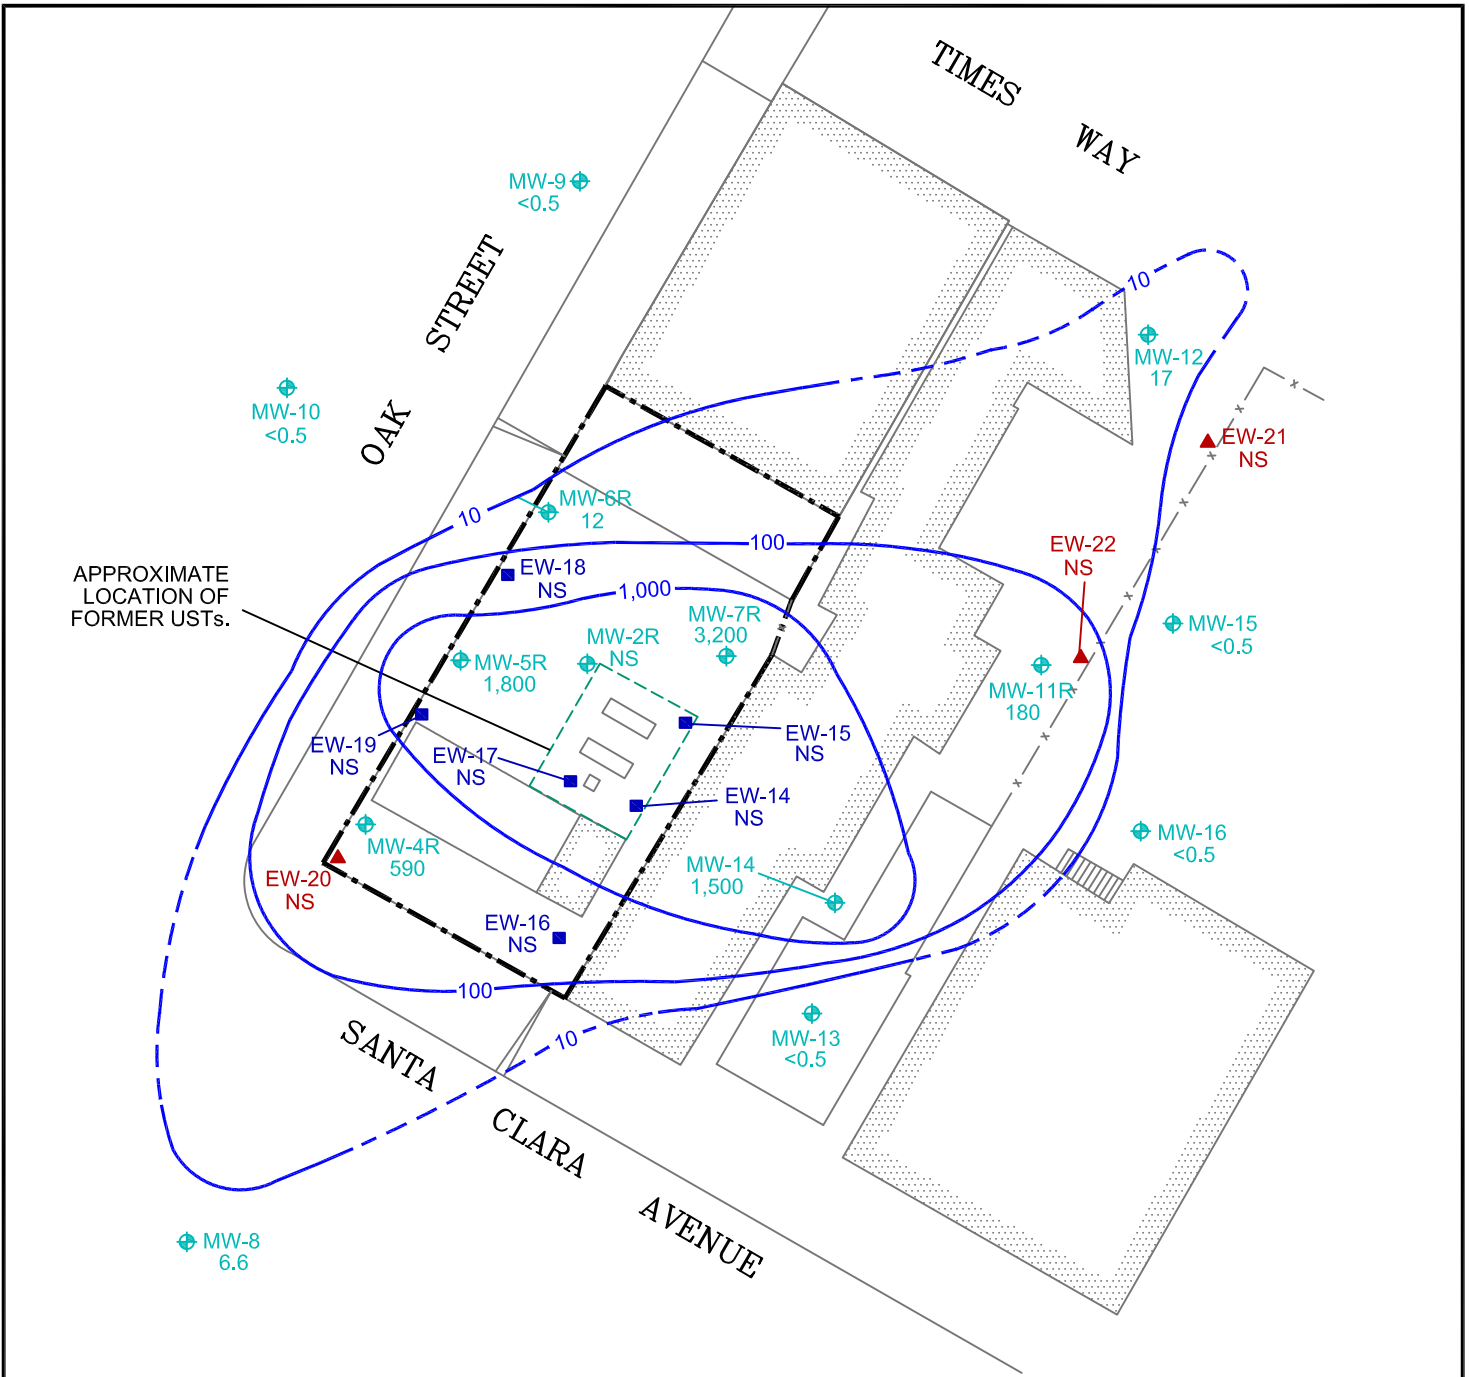 TIMES
WAY
MW-9
<0.5
STREET
OAK
MW-10
<0.5
10
MW-12
17
EW-21
NS
MW-6R
12
10
100
EW-22
NS
EW-18
NS
1,000
APPROXIMATE
LOCATION OF
FORMER USTs.
MW-7R
3,200
MW-2R
NS
MW-15
<0.5
MW-5R
1,800
MW-11R
180
EW-19
NS
EW-17
NS
EW-15
NS
EW-14
NS
MW-4R
590
MW-16
<0.5
MW-14
1,500
EW-20
NS
EW-16
NS
100
10
MW-13
<0.5
SANTA
CLARA
AVENUE
MW-8
6.6